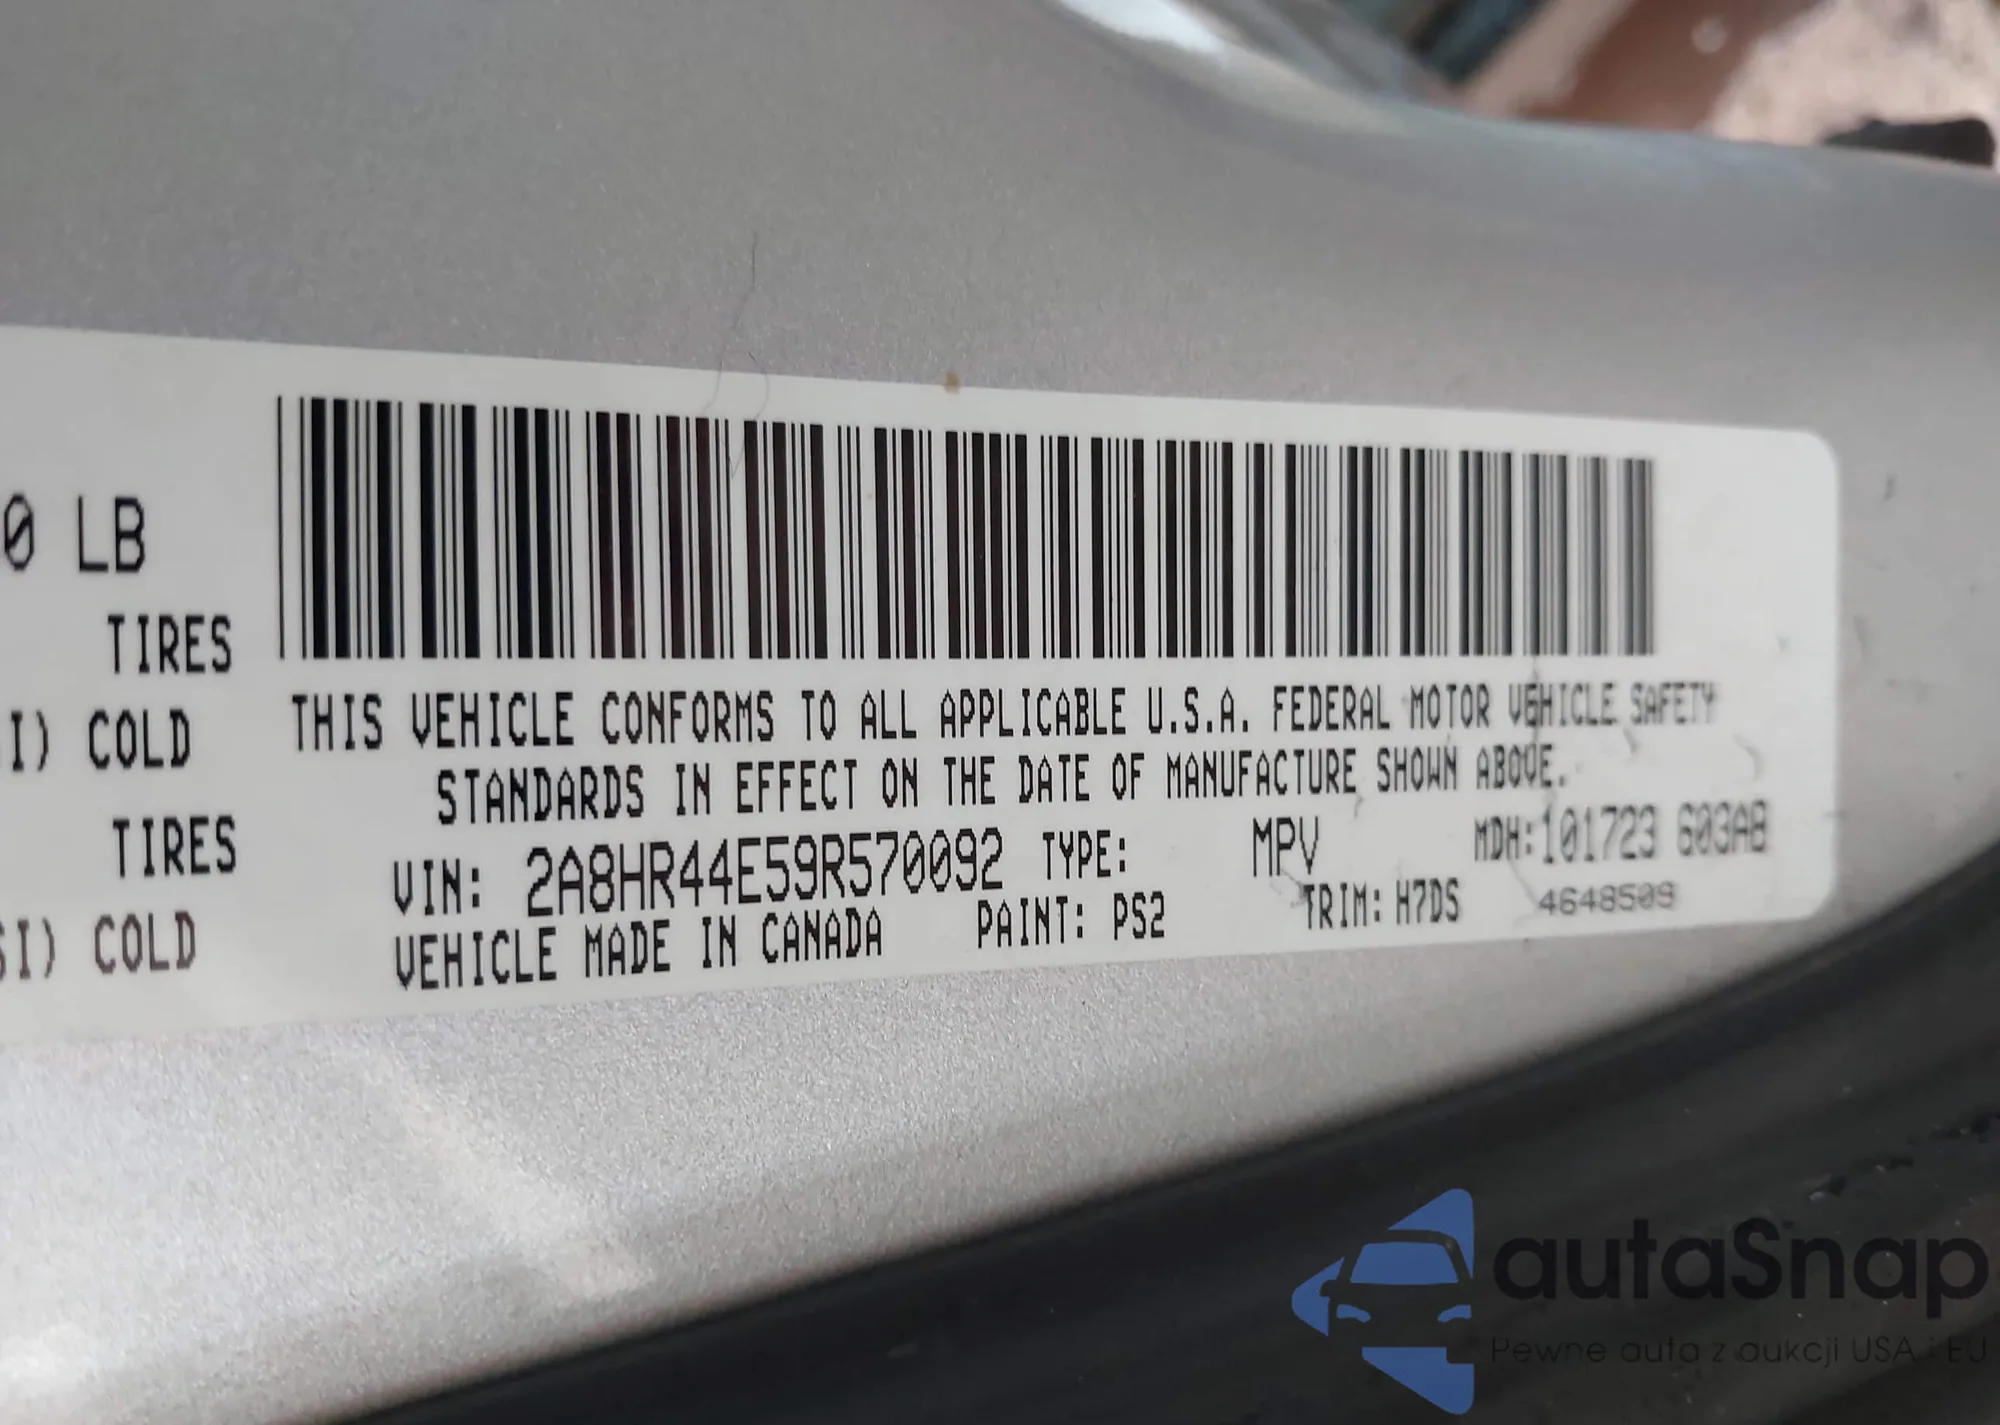 0 LB
TIRES
SI) COLD
TIRES
SI) COLD
THIS VEHICLE CONFORMS TO ALL APPLICABLE U.S.A. FEDERAL MOTOR VEHICLE SAFETY
STANDARDS IN EFFECT ON THE DATE OF MANUFACTURE SHOWN ABOVE.
VIN: 2A8HR44E59R570092 TYPE: MPV MDH:101723 603A8
VEHICLE MADE IN CANADA PAINT: PS2 TRIM: H7DS 4648509
autaSnap
Pewne auta z aukcji USA i EU